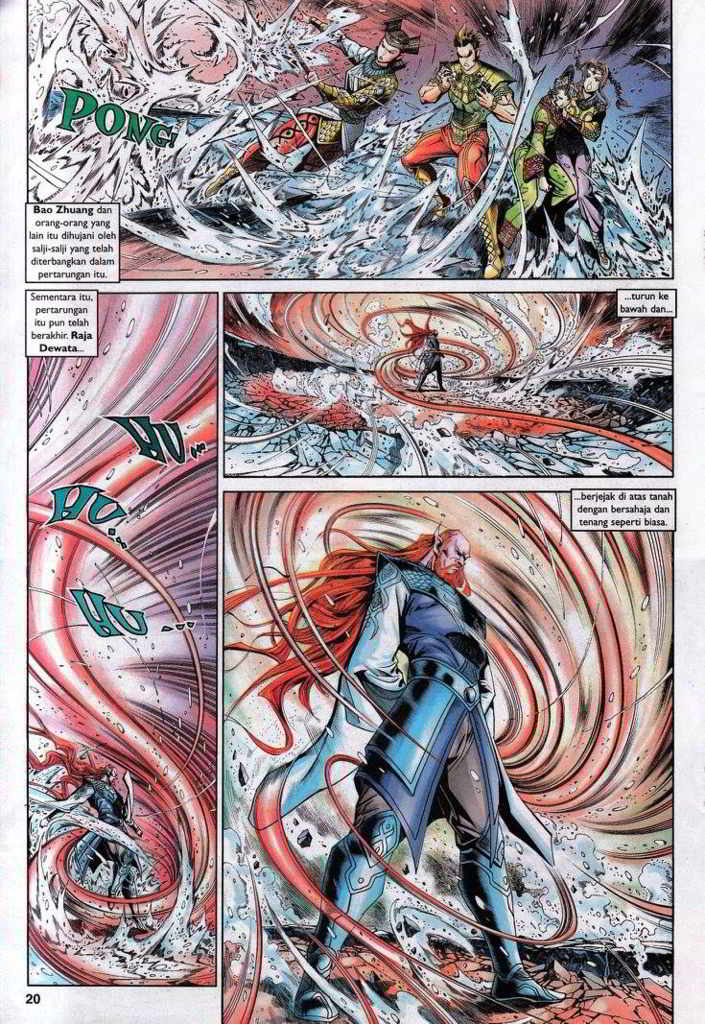 PONG!
Bao Zhuang dan
orang-orang yang
lain itu dihujani oleh
salji-salji yang telah
diterbangkan dalam
pertarungan itu.
Sementara itu,
pertarungan
itu pun telah
berakhir. Raja
Dewata...
HU...
HU...
HU...
...turun ke
bawah dan...
...berjejak di atas tanah
dengan bersahaja dan
tenang seperti biasa.
20